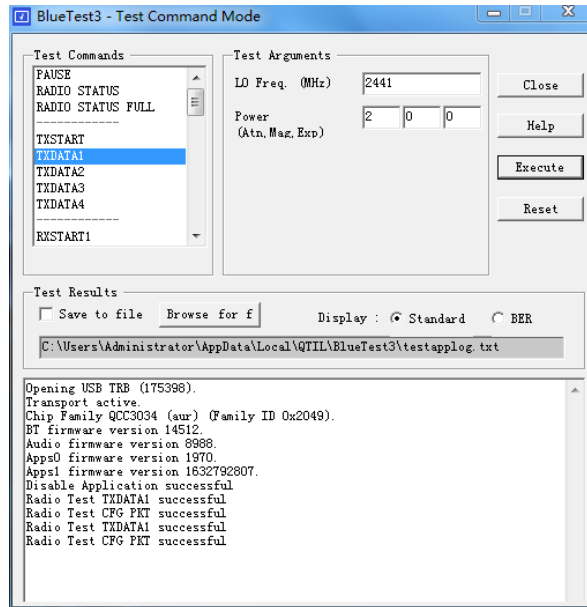 BlueTest3 - Test Command Mode
Test Commands
PAUSE
RADIO STATUS
RADIO STATUS FULL
------------
TXSTART
TXDATA1
TXDATA2
TXDATA3
TXDATA4
------------
RXSTART1
Test Arguments
LO Freq. (MHz) 2441
Power 2 0 0
(Atn, Mag, Exp)
Close
Help
Execute
Reset
Test Results
Save to file Browse for f Display : Standard BER
C:\Users\Administrator\AppData\Local\QTIL\BlueTest3\testapplog.txt
Opening USB TRB (175398).
Transport active.
Chip Family QCC3034 (aur) (Family ID 0x2049).
BT firmware version 14512.
Audio firmware version 8988.
Apps0 firmware version 1970.
Apps1 firmware version 1632792807.
Disable Application successful
Radio Test TXDATA1 successful
Radio Test CFG PKT successful
Radio Test TXDATA1 successful
Radio Test CFG PKT successful